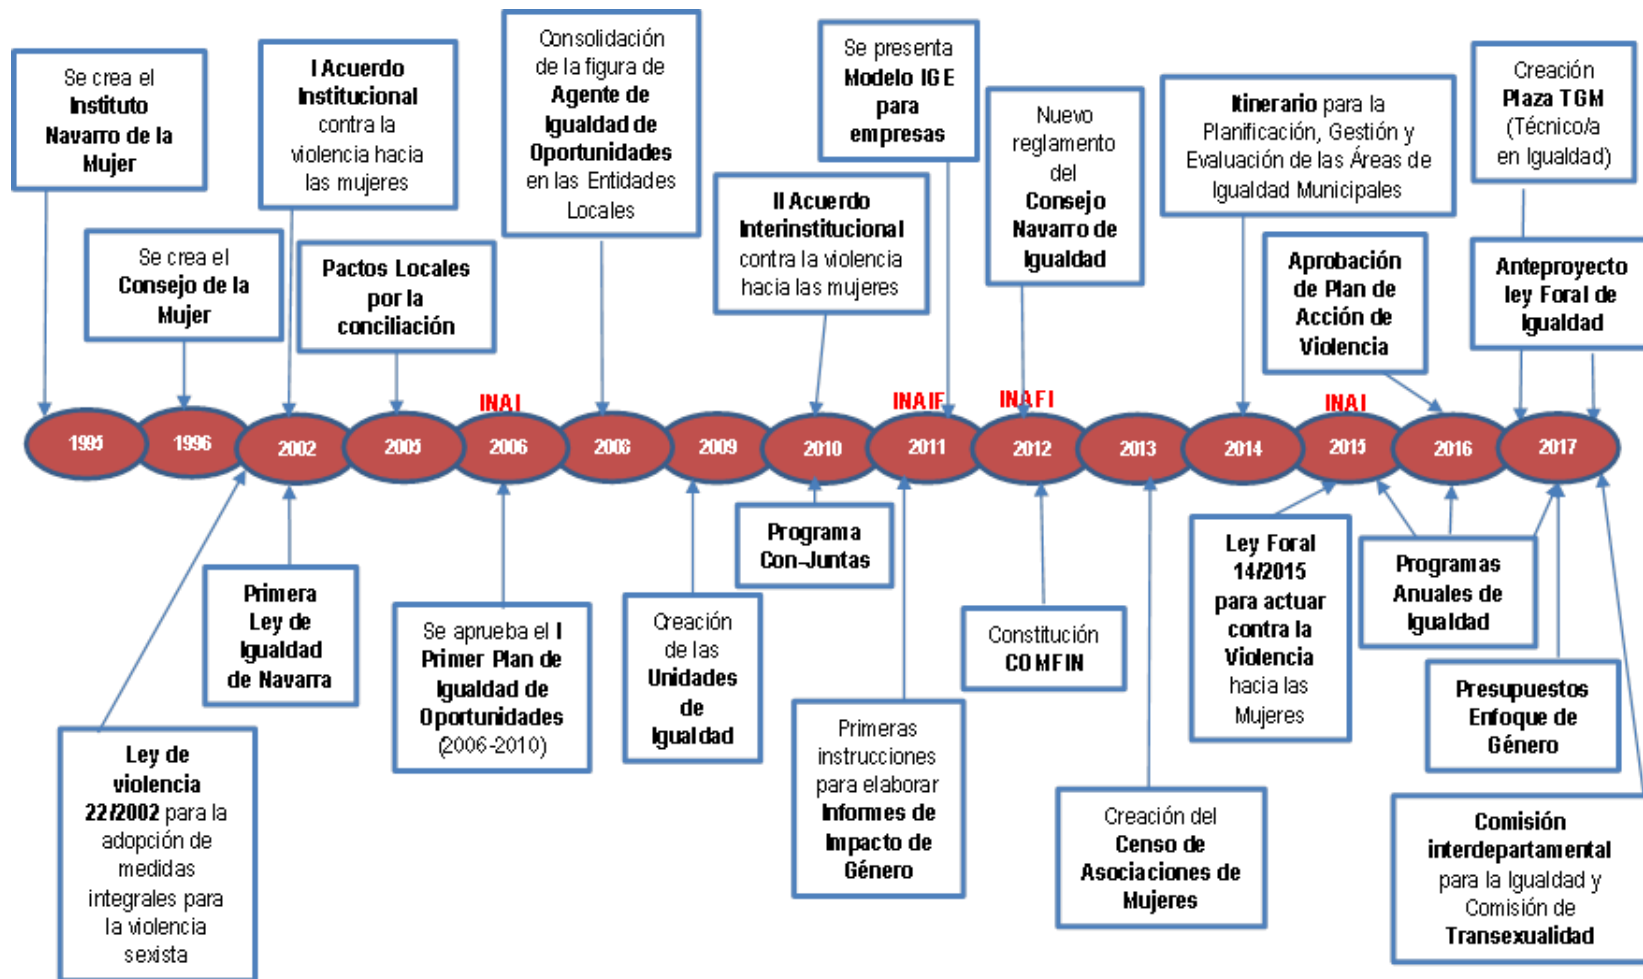 Se crea el
Instituto
Navarro de la
Mujer
I Acuerdo
Institucional
contra la
violencia hacia
las mujeres
Consolidación
de la figura de
Agente de
Igualdad de
Oportunidades
en las Entidades
Locales
Se presenta
Modelo IGE
para
empresas
Nuevo
reglamento
del
Consejo
Navarro de
Igualdad
Itinerario para la
Planificación, Gestión y
Evaluación de las Áreas de
Igualdad Municipales
Creación
Plaza TGM
(Técnico/a
en Igualdad)
Se crea el
Consejo de la
Mujer
Pactos Locales
por la
conciliación
II Acuerdo
Interinstitucional
contra la violencia
hacia las mujeres
Aprobación
de Plan de
Acción de
Violencia
Anteproyecto
ley Foral de
Igualdad
INAI
INAIF
INAFI
INAI
1995
1996
2002
2005
2006
2008
2009
2010
2011
2012
2013
2014
2015
2016
2017
Ley de
violencia
22/2002 para la
adopción de
medidas
integrales para
la violencia
sexista
Primera
Ley de
Igualdad
de Navarra
Se aprueba el I
Primer Plan de
Igualdad de
Oportunidades
(2006-2010)
Creación
de las
Unidades
de
Igualdad
Programa
Con-Juntas
Primeras
instrucciones
para elaborar
Informes de
Impacto de
Género
Constitución
COMFIN
Creación del
Censo de
Asociaciones de
Mujeres
Ley Foral
14/2015
para actuar
contra la
Violencia
hacia las
Mujeres
Programas
Anuales de
Igualdad
Presupuestos
Enfoque de
Género
Comisión
interdepartamental
para la Igualdad y
Comisión de
Transexualidad